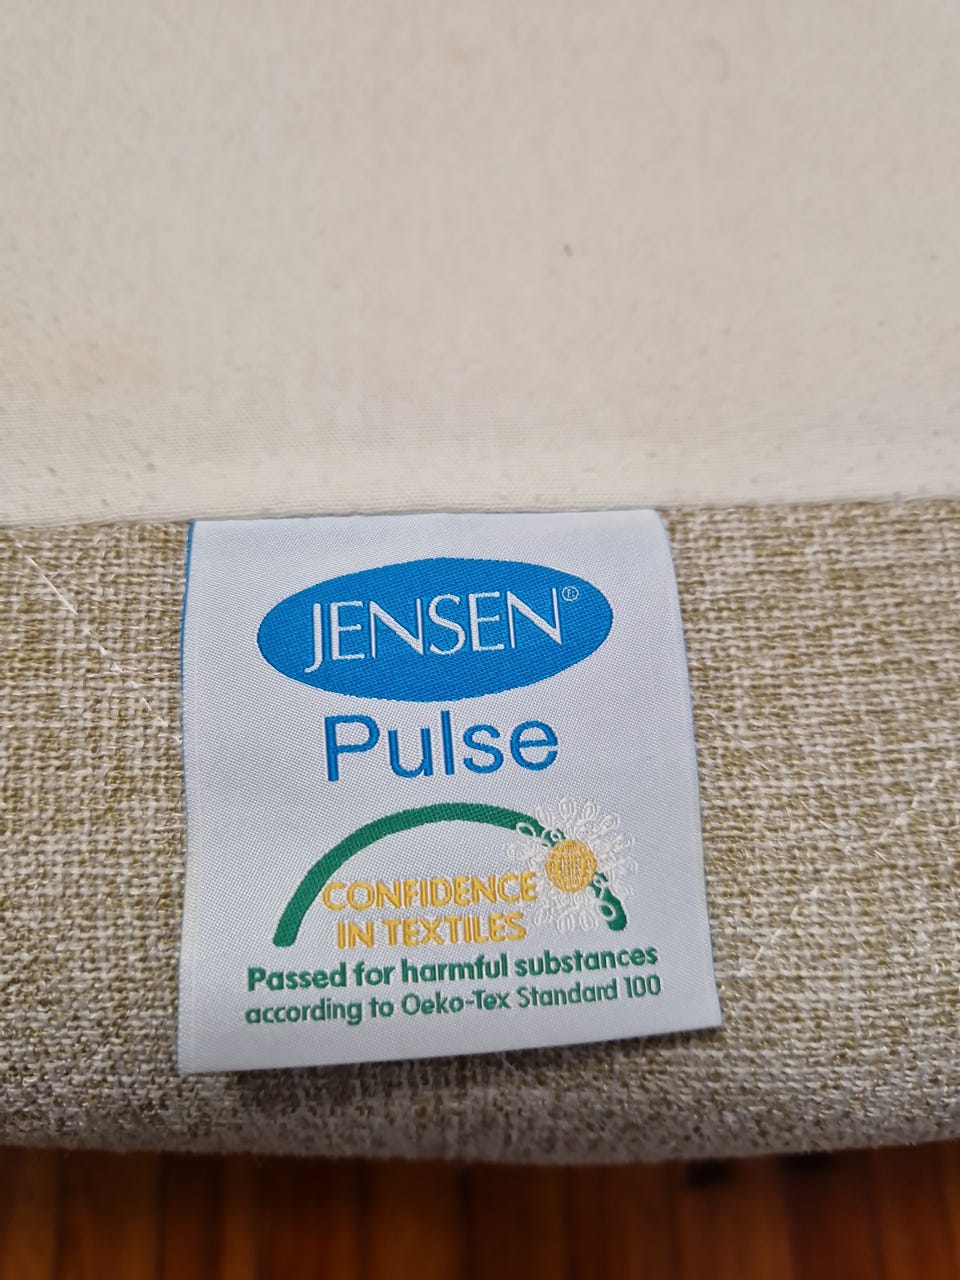 JENSEN®
Pulse
CONFIDENCE
IN TEXTILES
Passed for harmful substances
according to Oeko-Tex Standard 100